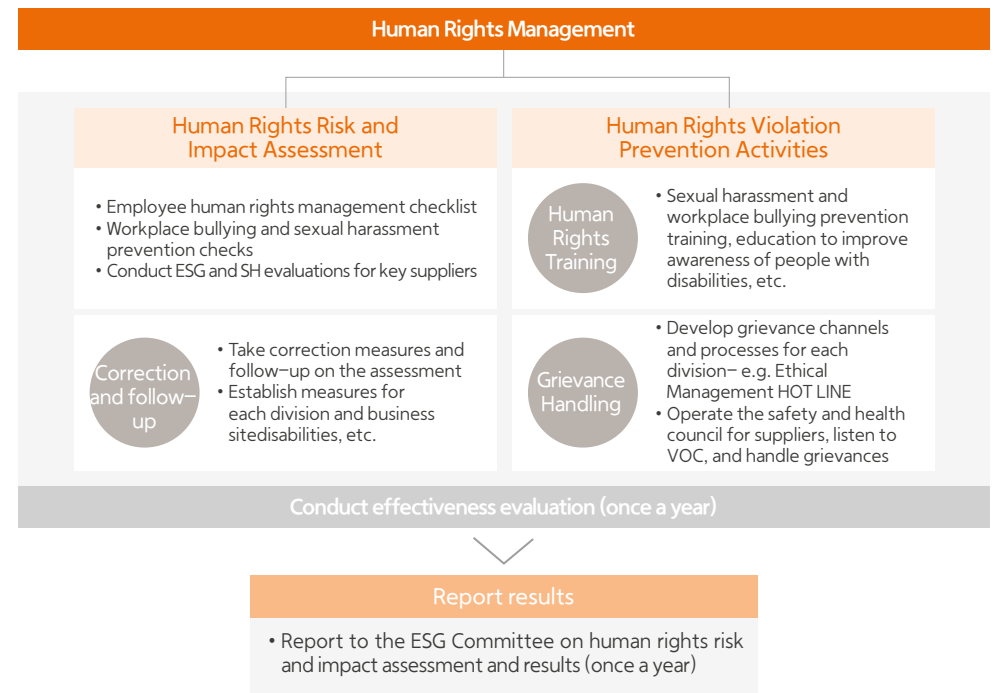 Human Rights Management
Human Rights Risk and
Impact Assessment
• Employee human rights management checklist
• Workplace bullying and sexual harassment
prevention checks
• Conduct ESG and SH evaluations for key suppliers
Correction
and follow–
up
• Take correction measures and
follow–up on the assessment
• Establish measures for
each division and business
sitedisabilities, etc.
Human Rights Violation
Prevention Activities
Human
Rights
Training
• Sexual harassment and
workplace bullying prevention
training, education to improve
awareness of people with
disabilities, etc.
Grievance
Handling
• Develop grievance channels
and processes for each
division– e.g. Ethical
Management HOT LINE
• Operate the safety and health
council for suppliers, listen to
VOC, and handle grievances
Conduct effectiveness evaluation (once a year)
Report results
• Report to the ESG Committee on human rights risk
and impact assessment and results (once a year)